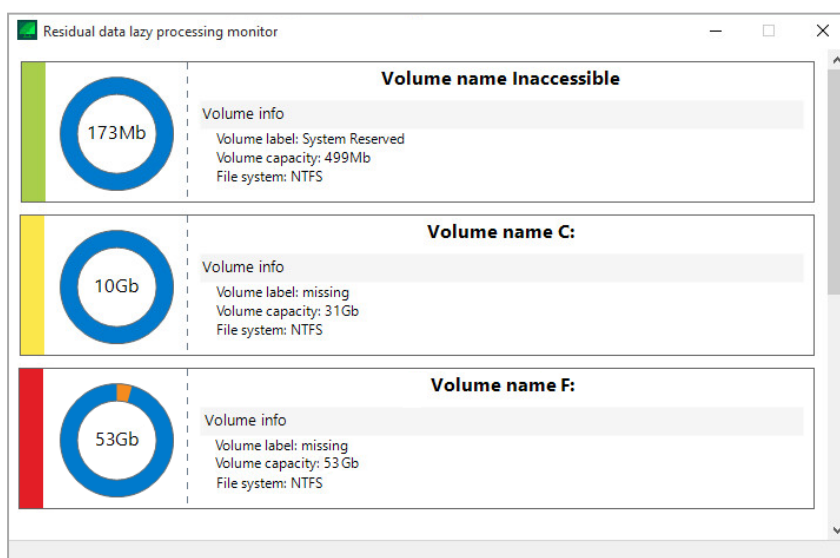 Residual data lazy processing monitor
Volume name Inaccessible
173Mb
Volume info
Volume label: System Reserved
Volume capacity: 499Mb
File system: NTFS
Volume name C:
10Gb
Volume info
Volume label: missing
Volume capacity: 31Gb
File system: NTFS
Volume name F:
53Gb
Volume info
Volume label: missing
Volume capacity: 53Gb
File system: NTFS